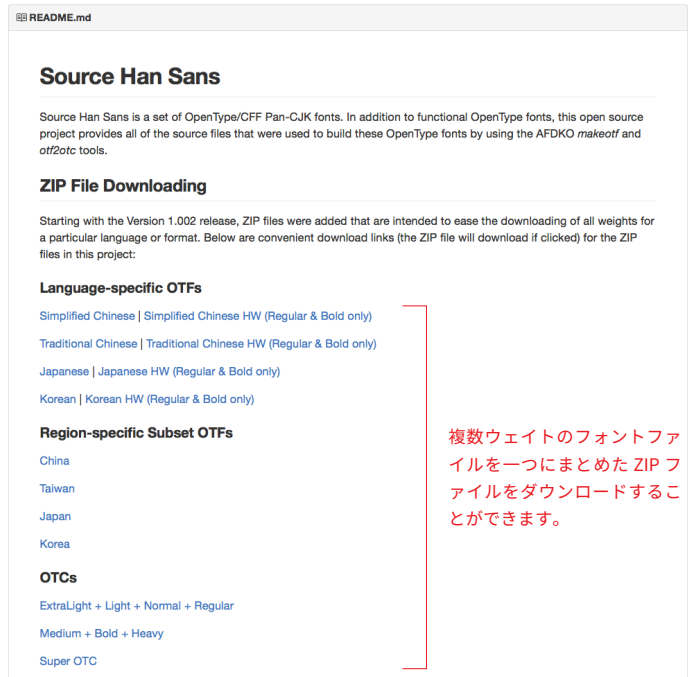 README.md
Source Han Sans
Source Han Sans is a set of OpenType/CFF Pan-CJK fonts. In addition to functional OpenType fonts, this open source
project provides all of the source files that were used to build these OpenType fonts by using the AFDKO makeotf and
otf2otc tools.
ZIP File Downloading
Starting with the Version 1.002 release, ZIP files were added that are intended to ease the downloading of all weights for
a particular language or format. Below are convenient download links (the ZIP file will download if clicked) for the ZIP
files in this project:
Language-specific OTFs
Simplified Chinese | Simplified Chinese HW (Regular & Bold only)
Traditional Chinese | Traditional Chinese HW (Regular & Bold only)
Japanese | Japanese HW (Regular & Bold only)
Korean | Korean HW (Regular & Bold only)
Region-specific Subset OTFs
China
Taiwan
Japan
Korea
OTCs
ExtraLight + Light + Normal + Regular
Medium + Bold + Heavy
Super OTC
複数ウェイトのフォントファ
イルを一つにまとめた ZIP フ
ァイルをダウンロードするこ
とができます。